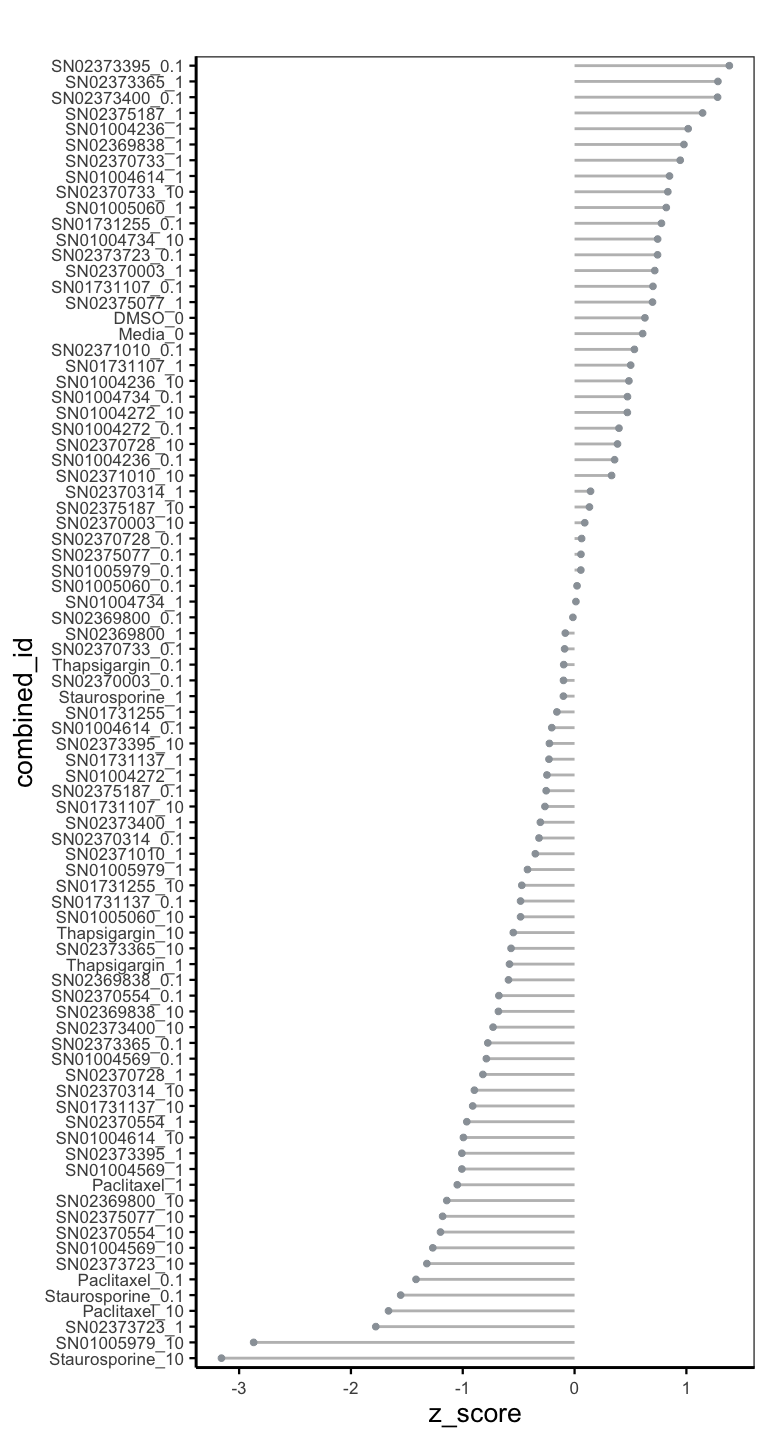 SN02373395_0.1
SN02373365_1
SN02373400_0.1
SN02375187_1
SN01004236_1
SN02369838_1
SN02370733_1
SN01004614_1
SN02370733_10
SN01005060_1
SN01731255_0.1
SN01004734_10
SN02373723_0.1
SN02370003_1
SN01731107_0.1
SN02375077_1
DMSO_0
Media_0
SN02371010_0.1
SN01731107_1
SN01004236_10
SN01004734_0.1
SN01004272_10
SN01004272_0.1
SN02370728_10
SN01004236_0.1
SN02371010_10
SN02370314_1
SN02375187_10
SN02370003_10
SN02370728_0.1
SN02375077_0.1
SN01005979_0.1
SN01005060_0.1
SN01004734_1
SN02369800_0.1
SN02369800_1
SN02370733_0.1
Thapsigargin_0.1
SN02370003_0.1
Staurosporine_1
SN01731255_1
SN01004614_0.1
SN02373395_10
SN01731137_1
SN01004272_1
SN02375187_0.1
SN01731107_10
SN02373400_1
SN02370314_0.1
SN02371010_1
SN01005979_1
SN01731255_10
SN01731137_0.1
SN01005060_10
Thapsigargin_10
SN02373365_10
Thapsigargin_1
SN02369838_0.1
SN02370554_0.1
SN02369838_10
SN02373400_10
SN02373365_0.1
SN01004569_0.1
SN02370728_1
SN02370314_10
SN01731137_10
SN02370554_1
SN01004614_10
SN02373395_1
SN01004569_1
Paclitaxel_1
SN02369800_10
SN02375077_10
SN02370554_10
SN01004569_10
SN02373723_10
Paclitaxel_0.1
Staurosporine_0.1
Paclitaxel_10
SN02373723_1
SN01005979_10
Staurosporine_10
combined_id
-3 -2 -1 0 1
z_score